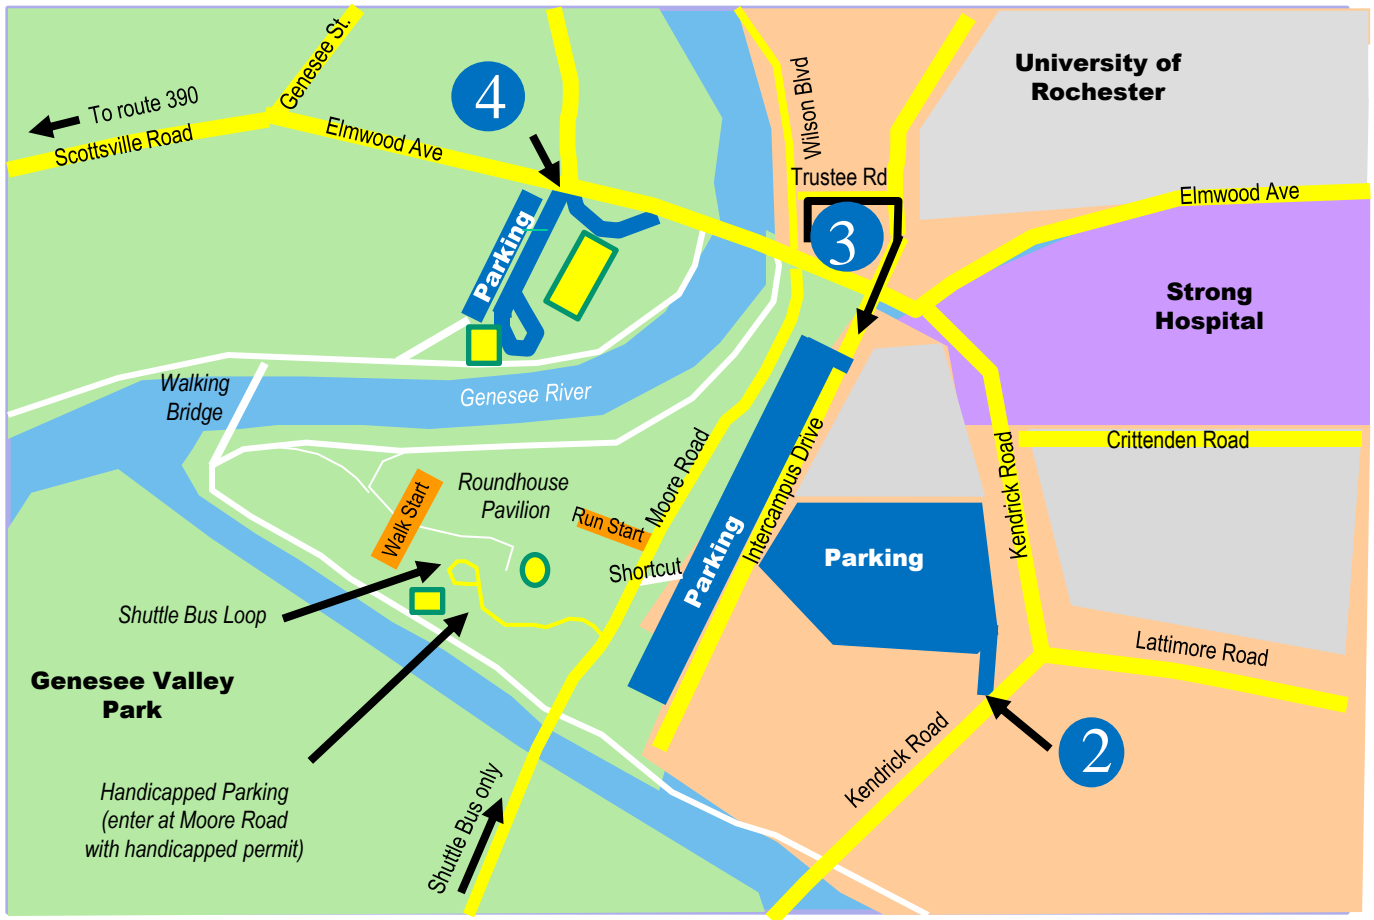 Genesee St.
University of
Rochester
4
To route 390
Scottsville Road
Elmwood Ave
Wilson Blvd
Trustee Rd
Elmwood Ave
3
Parking
Strong
Hospital
Genesee River
Walking
Bridge
Crittenden Road
Kendrick Road
Intercampus Drive
Moore Road
Roundhouse
Pavilion
Walk Start
Run Start
Shortcut
Parking
Parking
Shuttle Bus Loop
Lattimore Road
Genesee Valley
Park
2
Kendrick Road
Handicapped Parking
(enter at Moore Road
with handicapped permit)
Shuttle Bus only